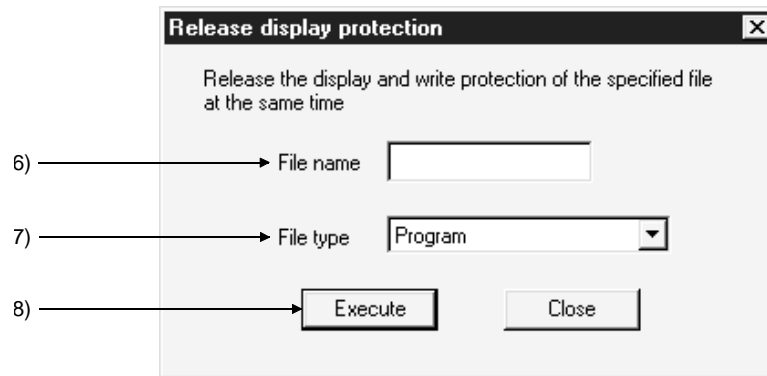 Release display protection
Release the display and write protection of the specified file
at the same time
6) File name
7) File type Program
8) Execute Close